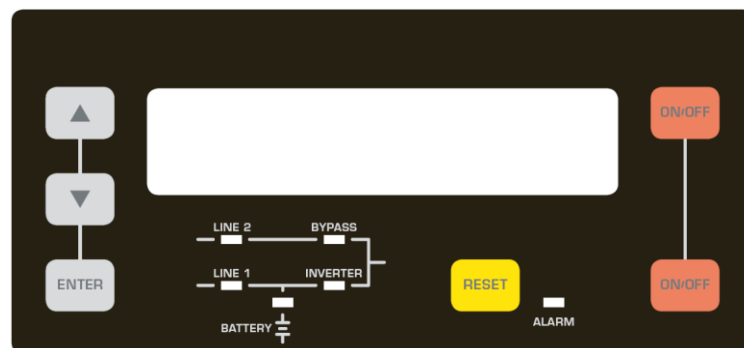 ON/OFF
LINE 2 BYPASS
LINE 1 INVERTER
ENTER
RESET
ON/OFF
BATTERY
ALARM